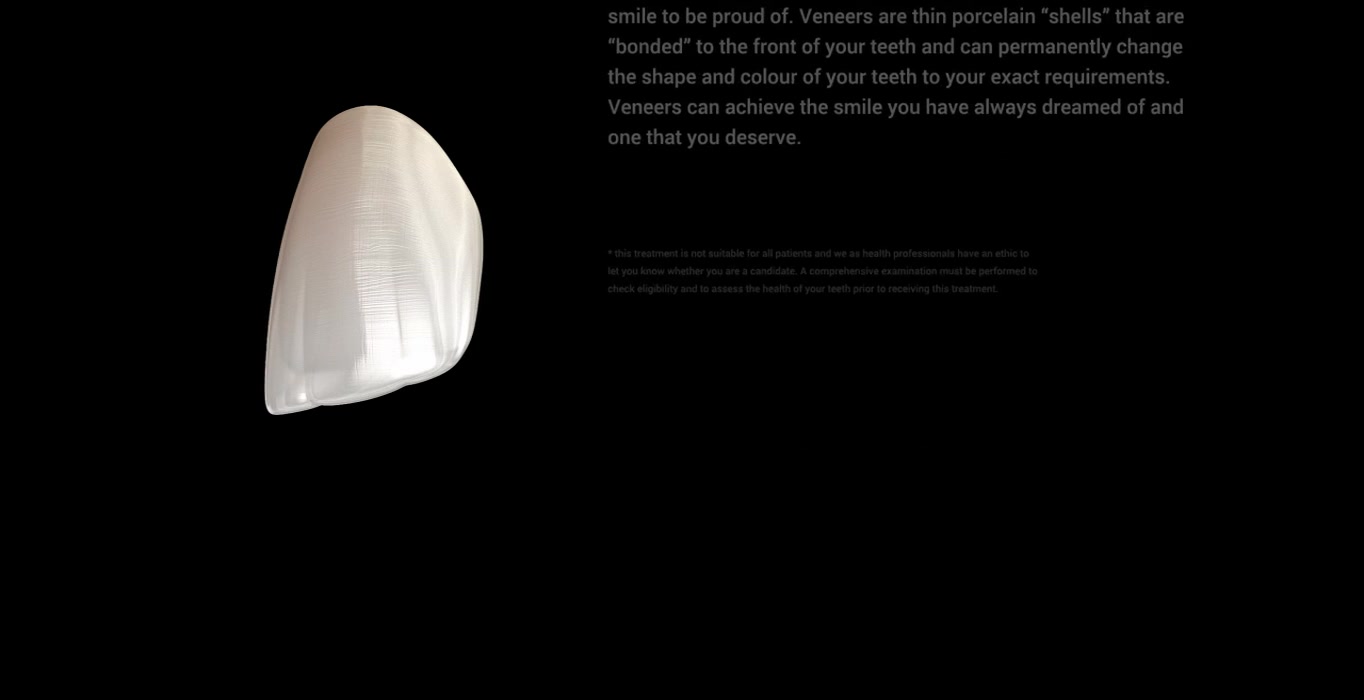 smile to be proud of. Veneers are thin porcelain “shells” that are
“bonded” to the front of your teeth and can permanently change
the shape and colour of your teeth to your exact requirements.
Veneers can achieve the smile you have always dreamed of and
one that you deserve.
* this treatment is not suitable for all patients and we as health professionals have an ethic to
let you know whether you are a candidate. A comprehensive examination must be performed to
check eligibility and to assess the health of your teeth prior to receiving this treatment.